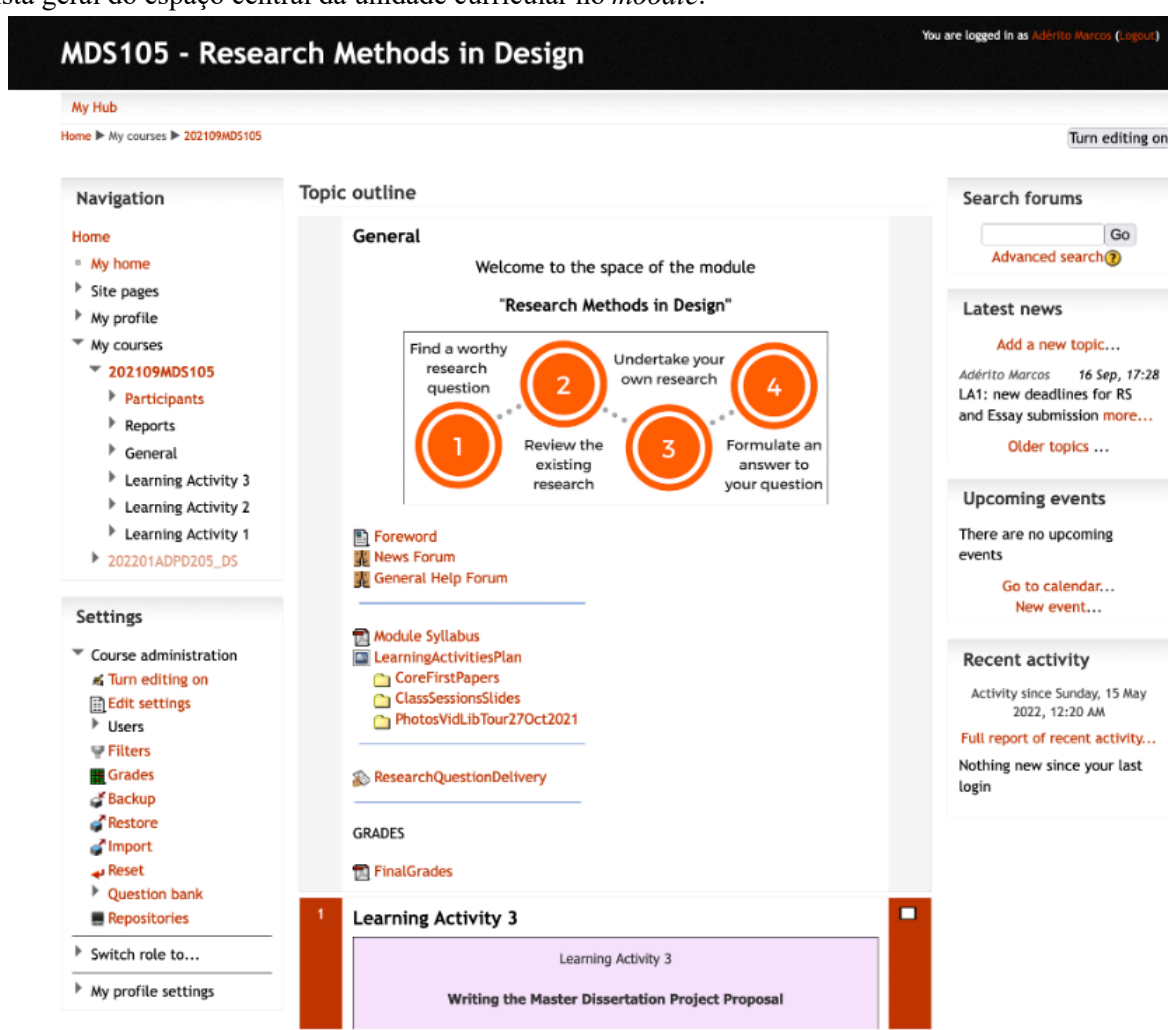 ista geral do espaço central da unidade curricular no moodle.
MDS105 - Research Methods in Design
You are logged in as Adérito Marcos (Logout)
My Hub
Home ▶ My courses ▶ 202109MDS105
Turn editing on
Navigation
Home
My home
Site pages
My profile
My courses
202109MDS105
Participants
Reports
General
Learning Activity 3
Learning Activity 2
Learning Activity 1
202201ADPD205_DS
Settings
Course administration
Turn editing on
Edit settings
Users
Filters
Grades
Backup
Restore
Import
Reset
Question bank
Repositories
Switch role to...
My profile settings
Topic outline
General
Welcome to the space of the module
"Research Methods in Design"
Find a worthy
research
question
1
2
Review the
existing
research
Undertake your
own research
3
4
Formulate an
answer to
your question
Foreword
News Forum
General Help Forum
Module Syllabus
LearningActivitiesPlan
CoreFirstPapers
ClassSessionsSlides
PhotosVidLibTour27Oct2021
ResearchQuestionDelivery
GRADES
FinalGrades
1
Learning Activity 3
Learning Activity 3
Writing the Master Dissertation Project Proposal
Search forums
Go
Advanced search?
Latest news
Add a new topic...
Adérito Marcos 16 Sep, 17:28
LA1: new deadlines for RS
and Essay submission more...
Older topics ...
Upcoming events
There are no upcoming
events
Go to calendar...
New event...
Recent activity
Activity since Sunday, 15 May
2022, 12:20 AM
Full report of recent activity...
Nothing new since your last
login